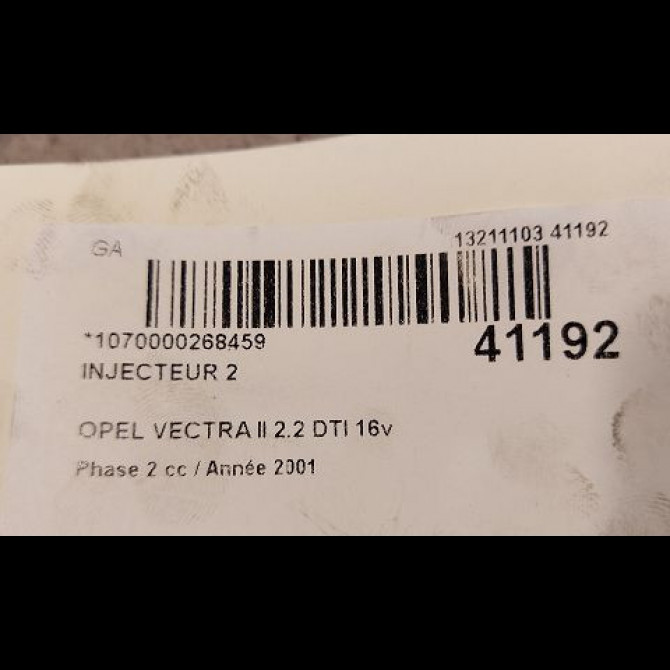 GA
13211103 41192
*1070000268459
41192
INJECTEUR 2
OPEL VECTRA II 2.2 DTI 16v
Phase 2 cc / Année 2001